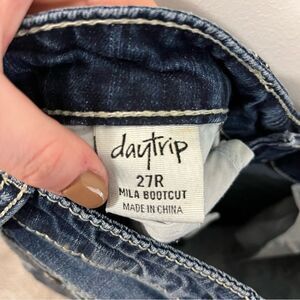 daytrip
27R
MILA BOOTCUT
MADE IN CHINA